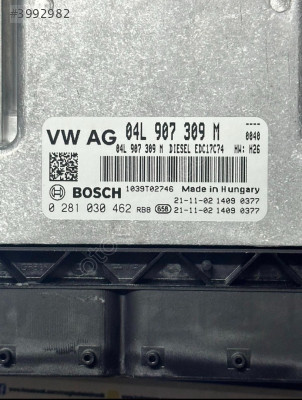 #3992982
VW AG 04L 907 309 M ----
0040
04L 907 309 M DIESEL EDC17C74 HW: H26
BOSCH 1039T02746 Made in Hungary
21-11-02 1409 0377
0 281 030 462 RB8 658 21-11-02 1409 0377